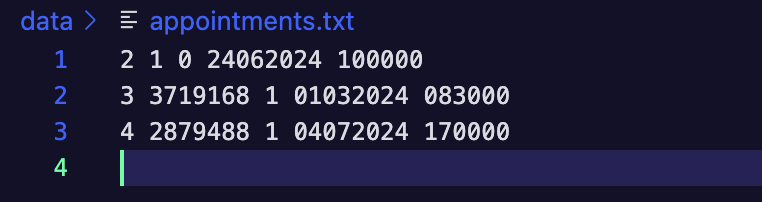 data > appointments.txt
1 2 1 0 24062024 100000
2 3 3719168 1 01032024 083000
3 4 2879488 1 04072024 170000
4